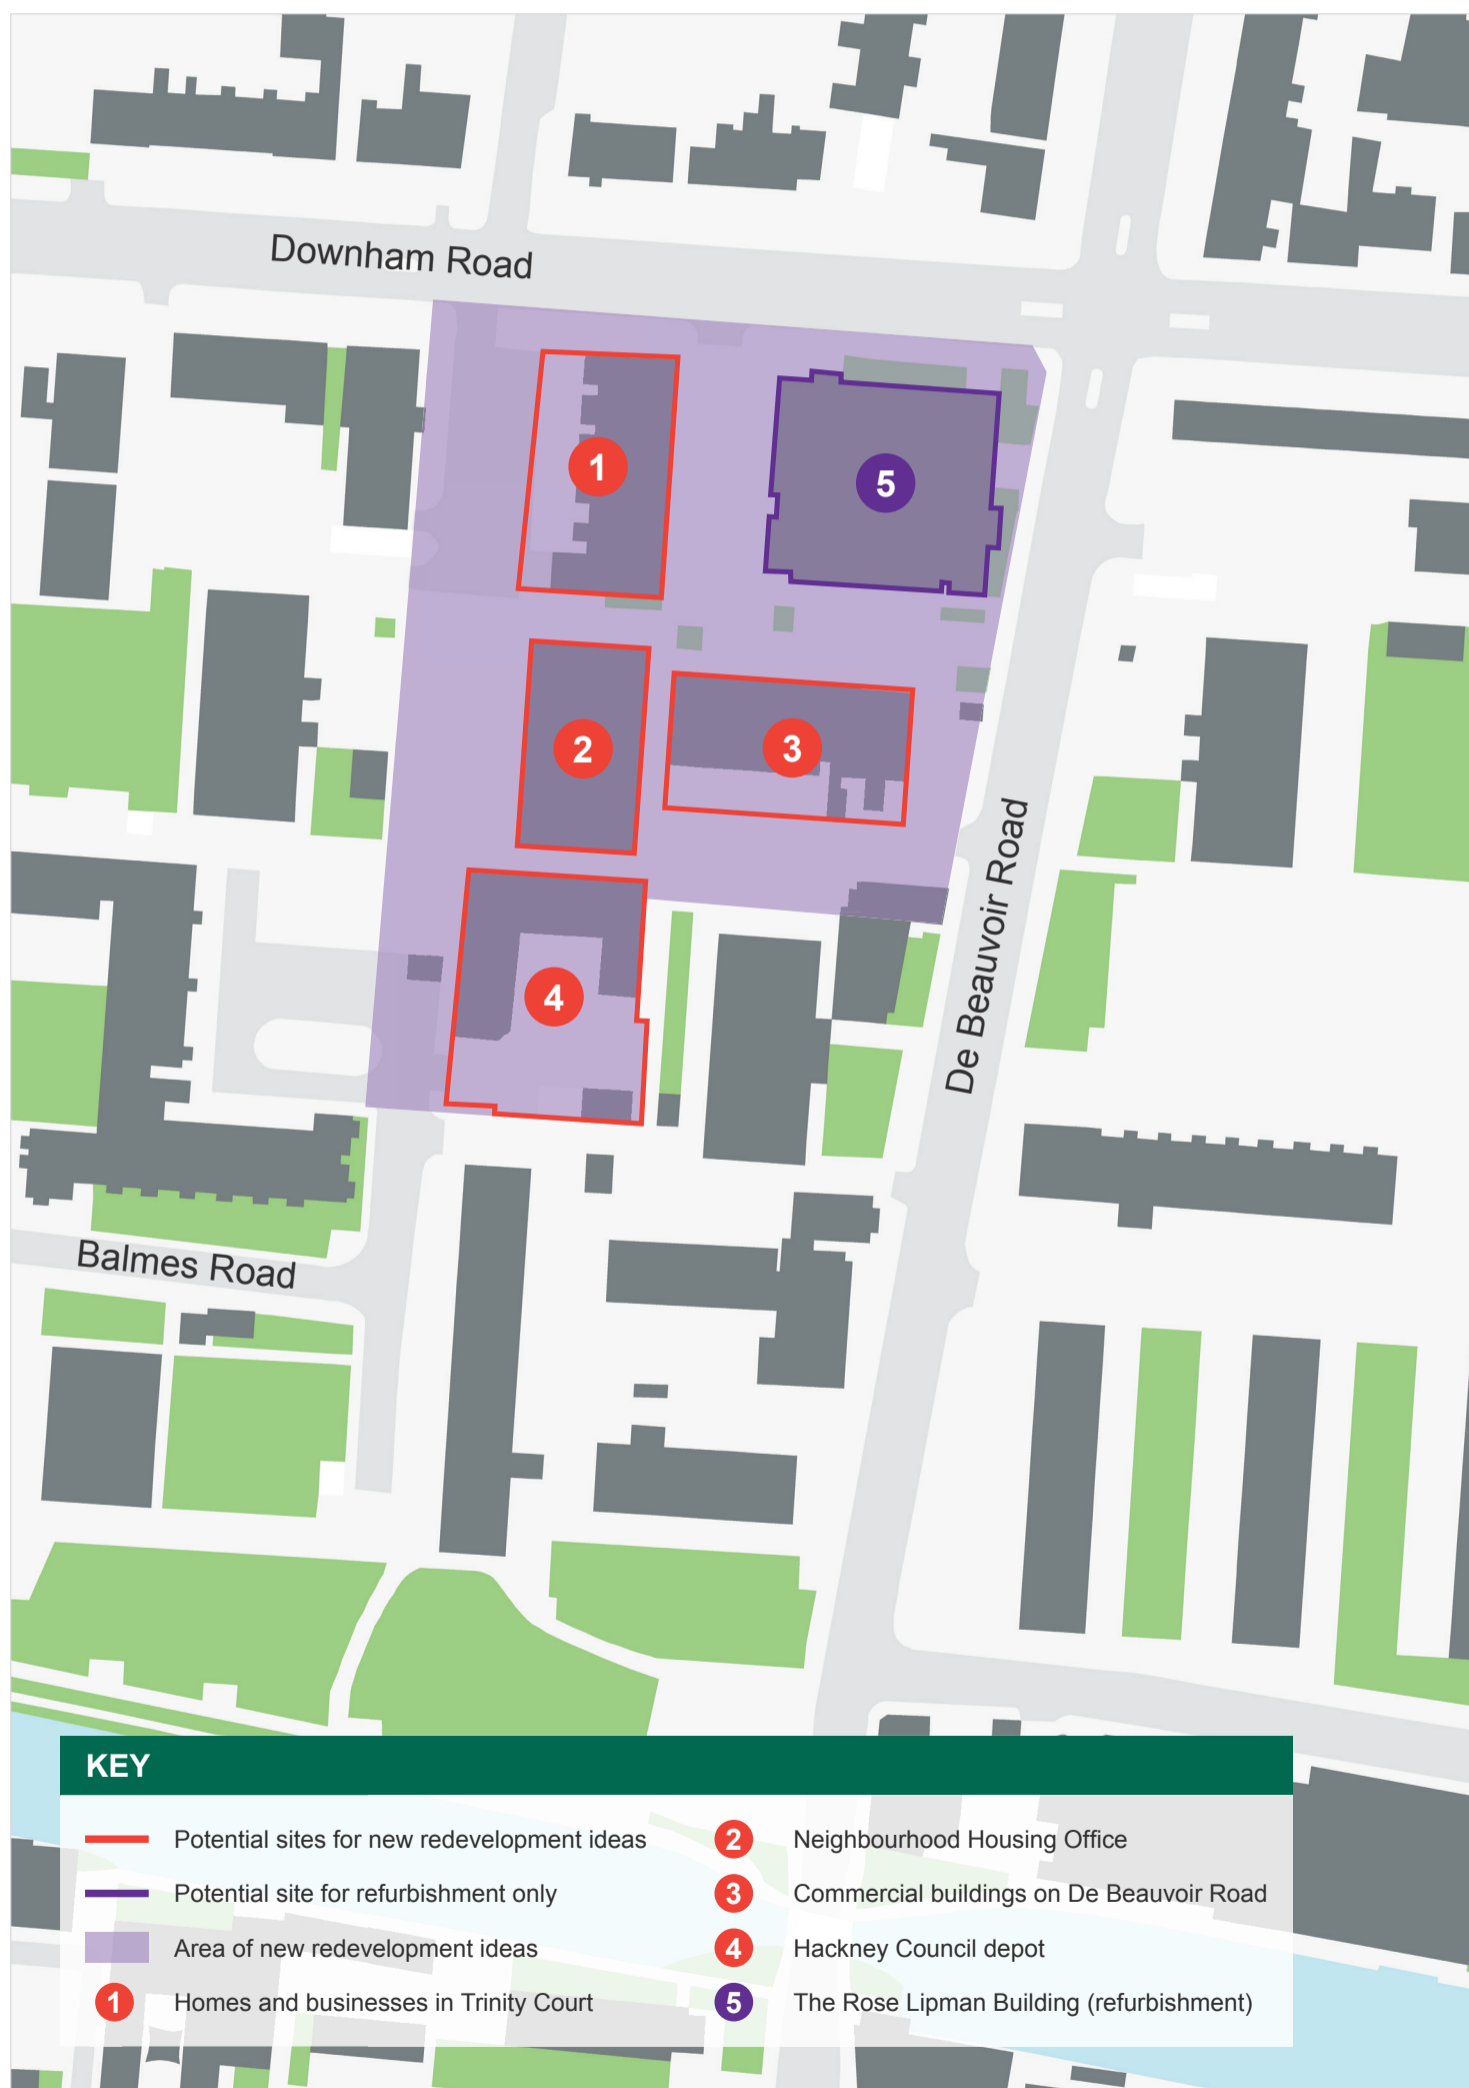 Downham Road
1
5
2
3
De Beauvoir Road
4
Balmes Road
KEY
Potential sites for new redevelopment ideas
Potential site for refurbishment only
Area of new redevelopment ideas
1 Homes and businesses in Trinity Court
2 Neighbourhood Housing Office
3 Commercial buildings on De Beauvoir Road
4 Hackney Council depot
5 The Rose Lipman Building (refurbishment)